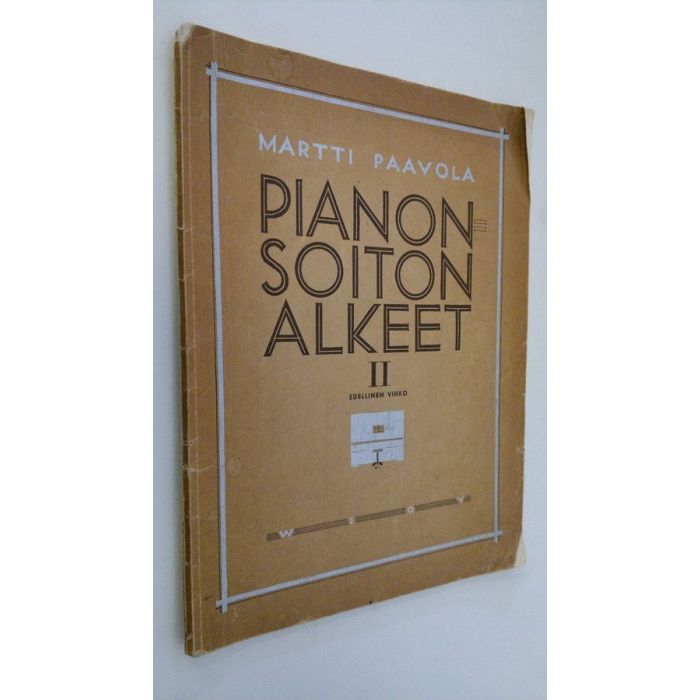 MARTTI PAAVOLA
PIANON=
SOITON
ALKEET
II
EDELLINEN VIHKO
W S O Y